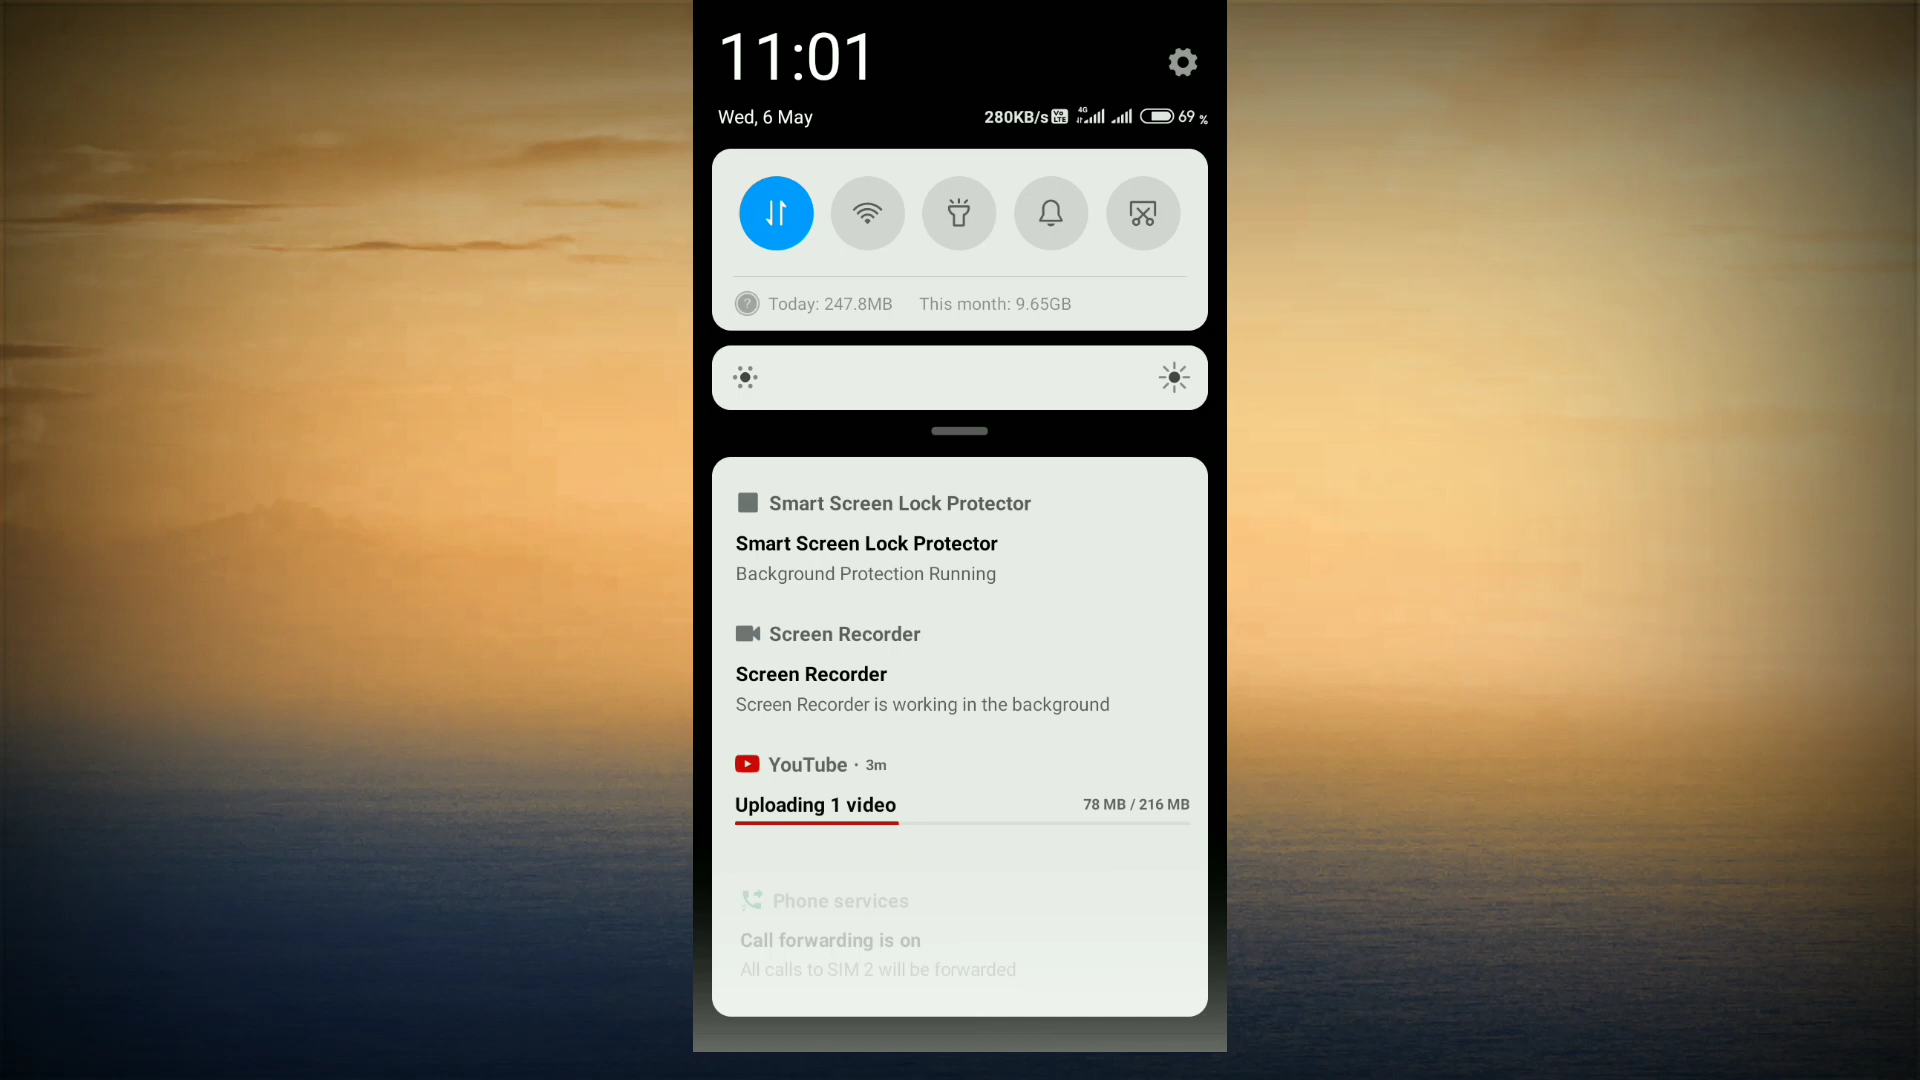 11:01
Wed, 6 May
280KB/s Vo LTE 4G 69 %
Today: 247.8MB This month: 9.65GB
Smart Screen Lock Protector
Smart Screen Lock Protector
Background Protection Running
Screen Recorder
Screen Recorder
Screen Recorder is working in the background
YouTube · 3m
Uploading 1 video 78 MB / 216 MB
Phone services
Call forwarding is on
All calls to SIM 2 will be forwarded